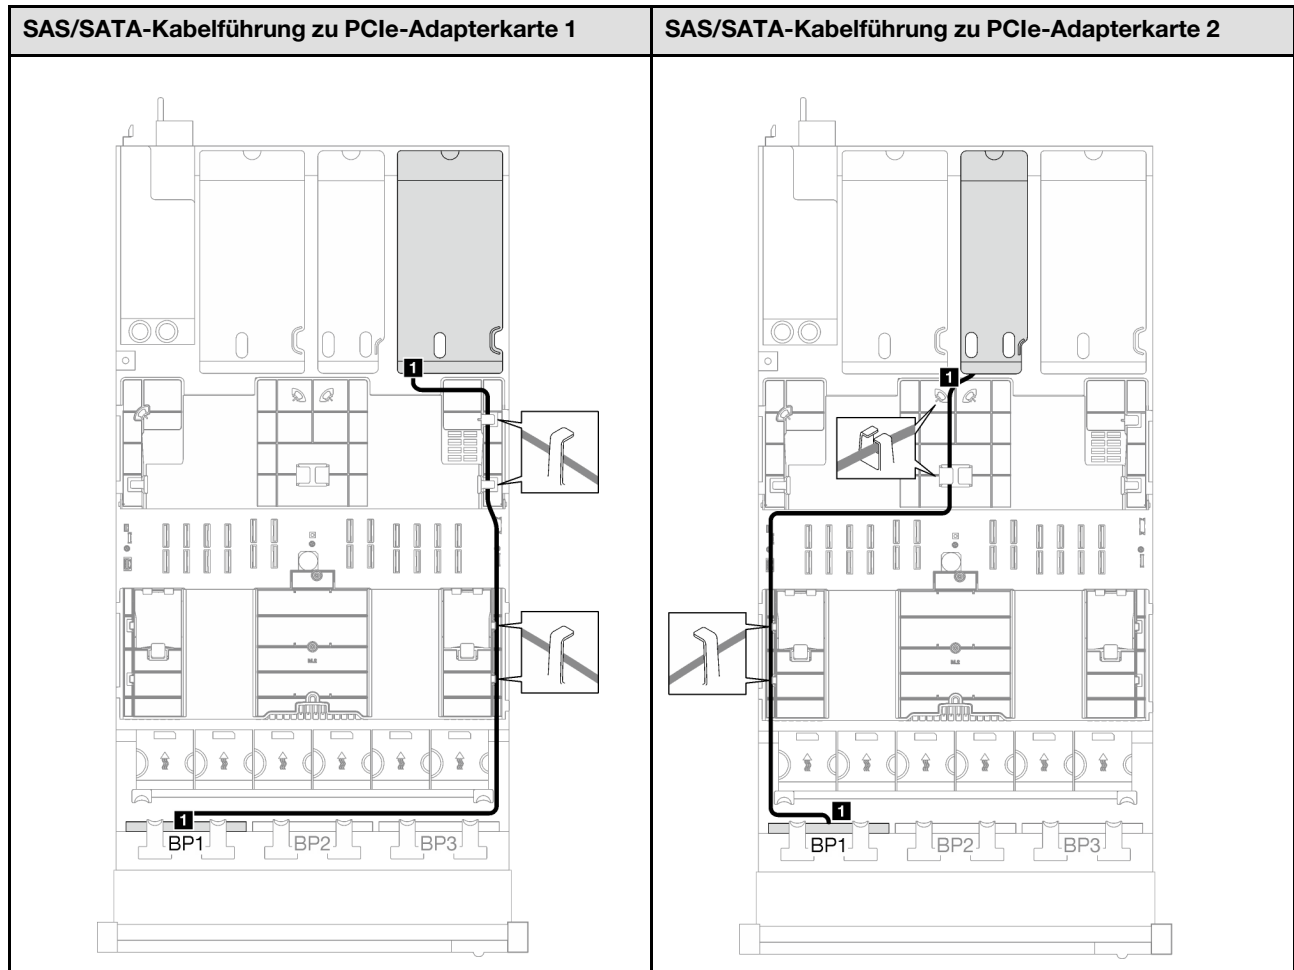 SAS/SATA-Kabelführung zu PCIe-Adapterkarte 1
SAS/SATA-Kabelführung zu PCIe-Adapterkarte 2
1
1
BP1
BP2
BP3
1
1
BP1
BP2
BP3